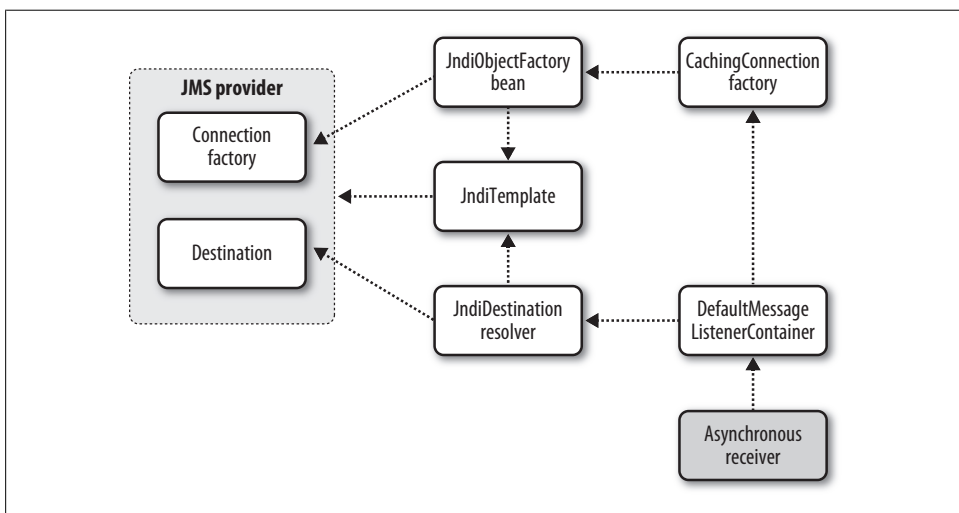 JMS provider
Connection
factory
Destination
JndiObjectFactory
bean
JndiTemplate
JndiDestination
resolver
CachingConnection
factory
DefaultMessage
ListenerContainer
Asynchronous
receiver